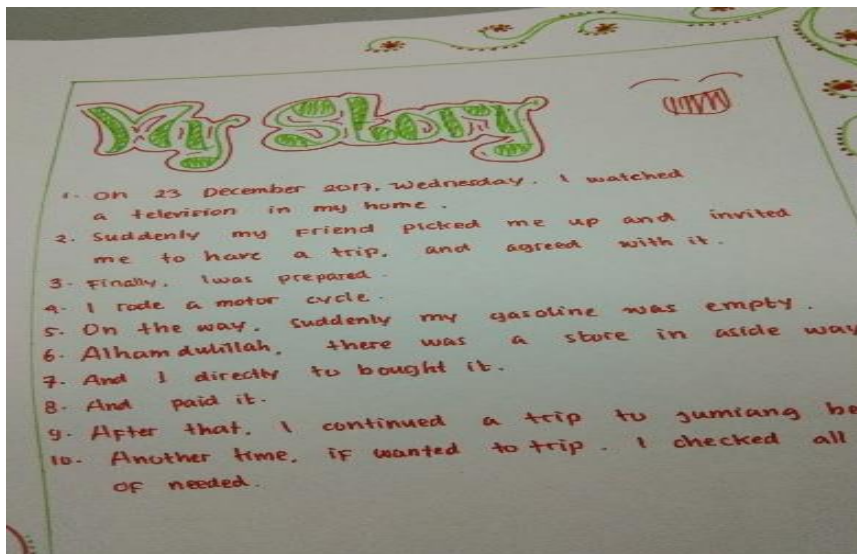 My Story
1. On 23 December 2017, Wednesday. I watched
a television in my home.
2. Suddenly my Friend picked me up and invited
me to have a trip, and agreed with it.
3. Finally, I was prepared.
4. I rode a motor cycle.
5. On the way, suddenly my gasoline was empty.
6. Alhamdulillah, there was a store in aside way
7. And I directly to bought it.
8. And paid it.
9. After that, I continued a trip to jumiang be
10. Another time, if wanted to trip. I checked all
of needed.